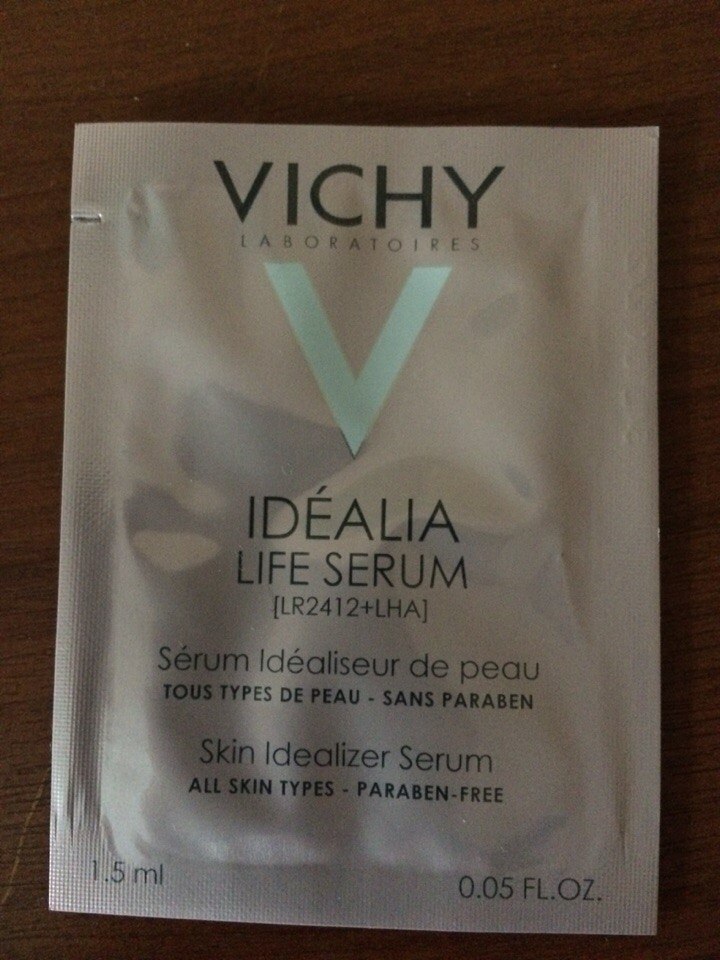 VICHY
LABORATOIRES
IDÉALIA
LIFE SERUM
[LR2412+LHA]
Sérum Idéaliseur de peau
TOUS TYPES DE PEAU - SANS PARABEN
Skin Idealizer Serum
ALL SKIN TYPES - PARABEN-FREE
1.5 ml
0.05 FL.OZ.